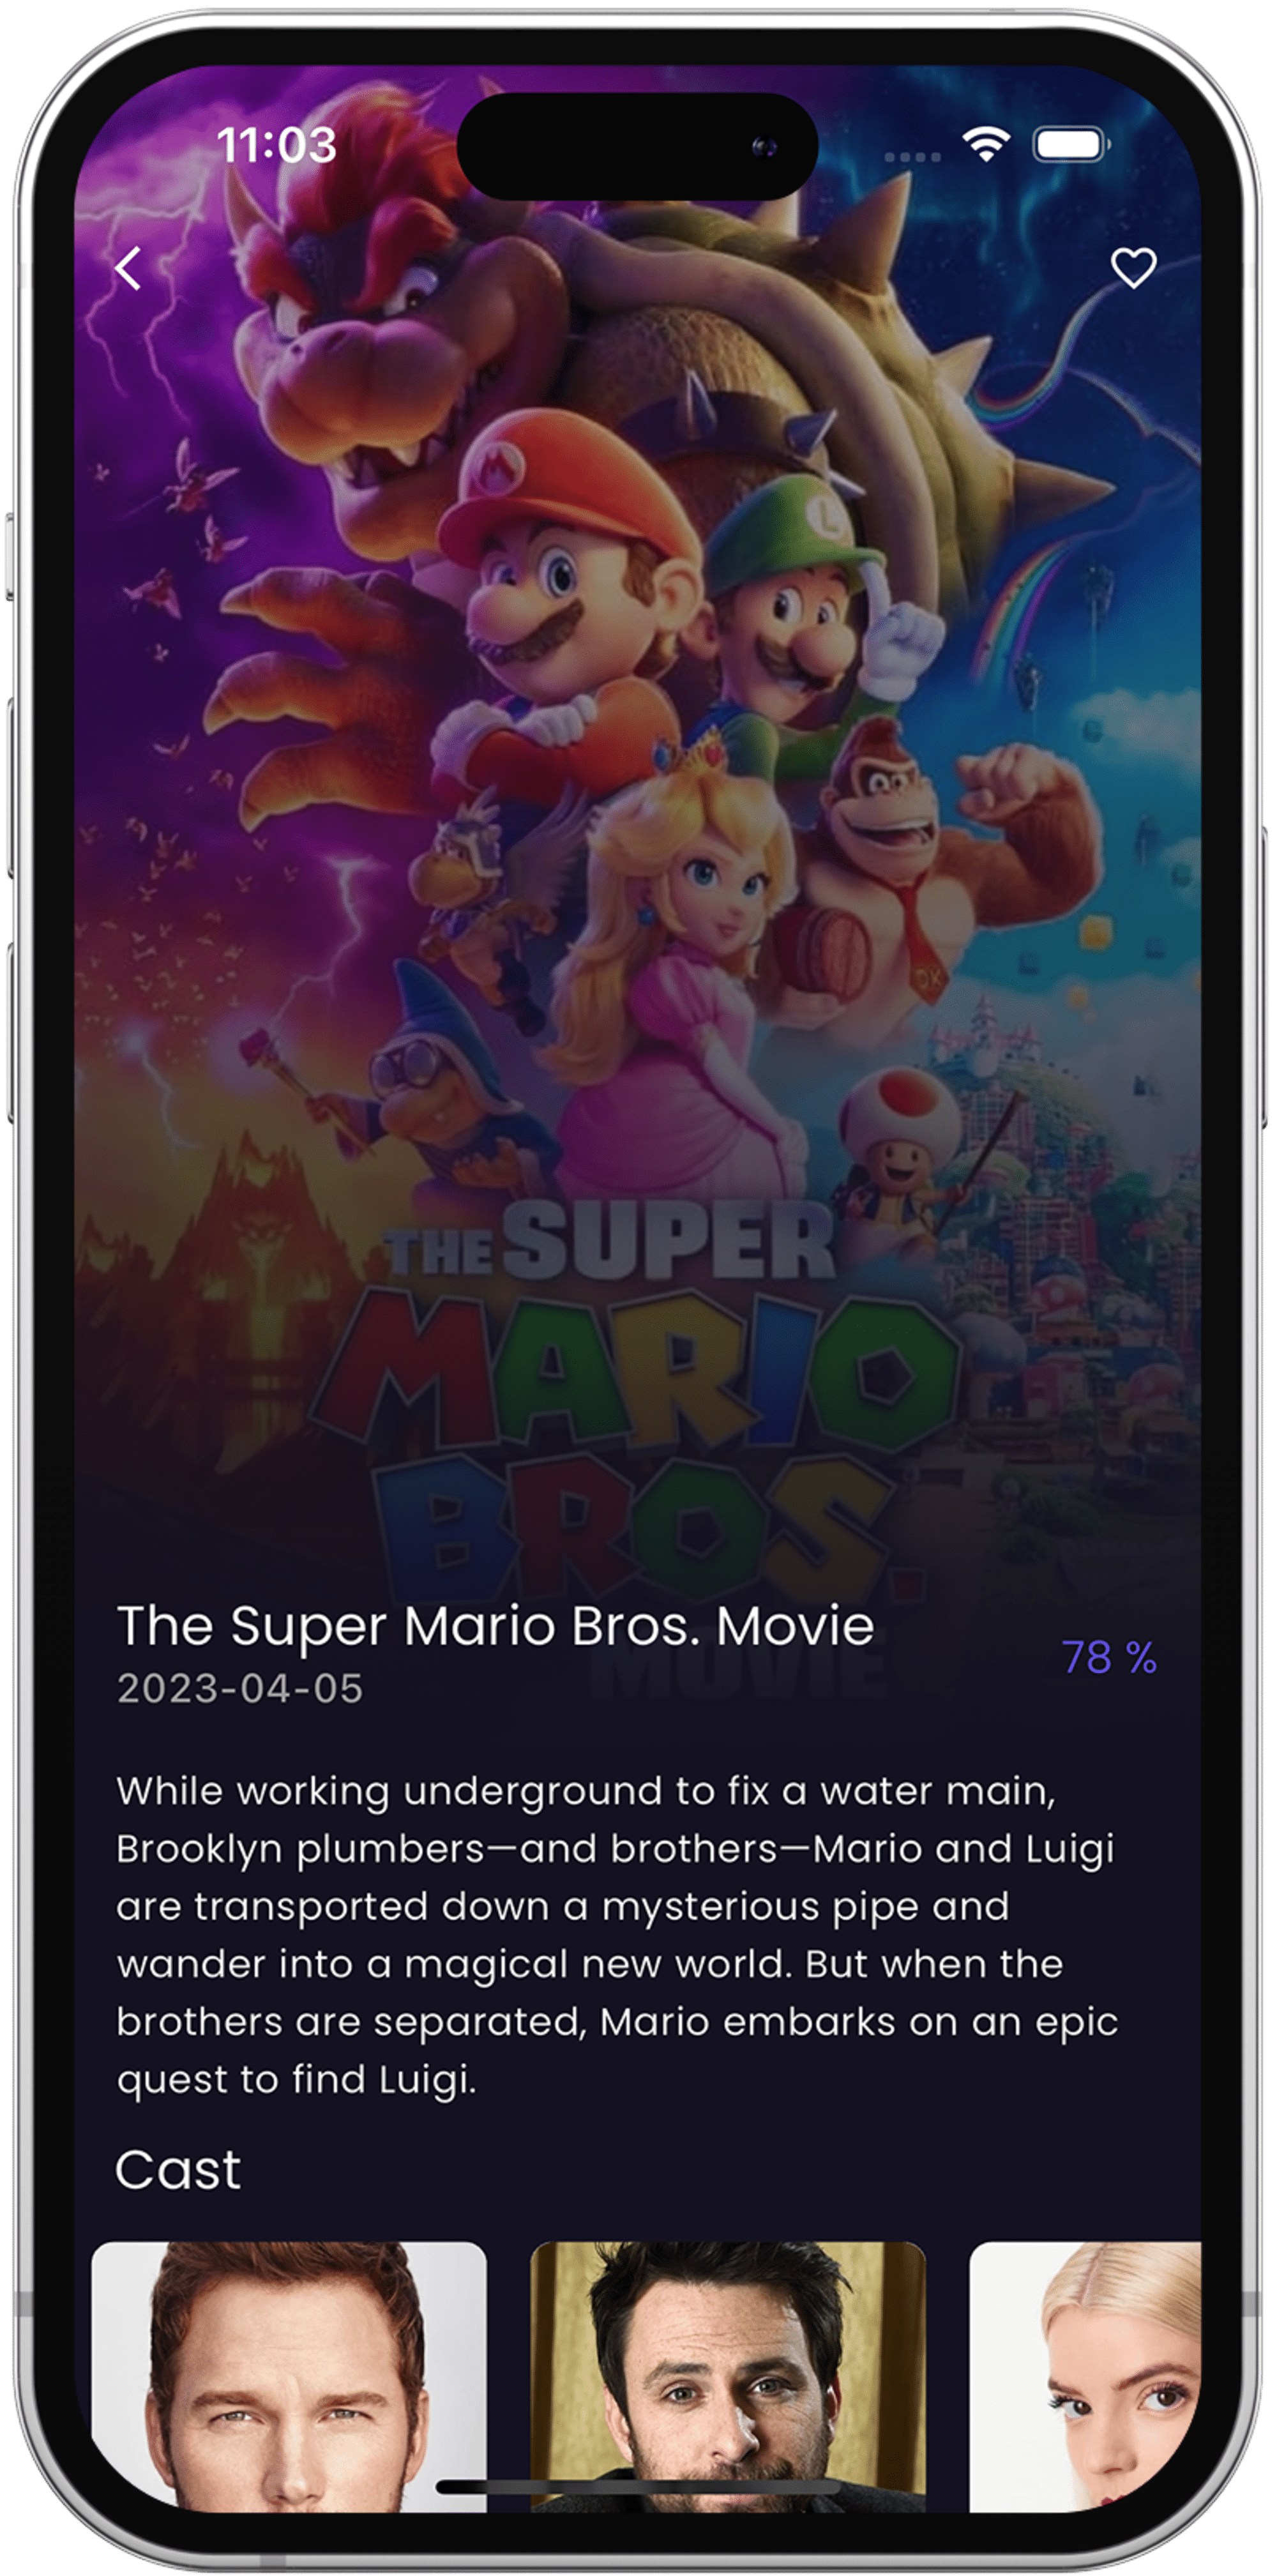 11:03
M
L
DK
THE SUPER
MARIO
BROS.
MOVIE
The Super Mario Bros. Movie
78 %
2023-04-05
While working underground to fix a water main,
Brooklyn plumbers—and brothers—Mario and Luigi
are transported down a mysterious pipe and
wander into a magical new world. But when the
brothers are separated, Mario embarks on an epic
quest to find Luigi.
Cast